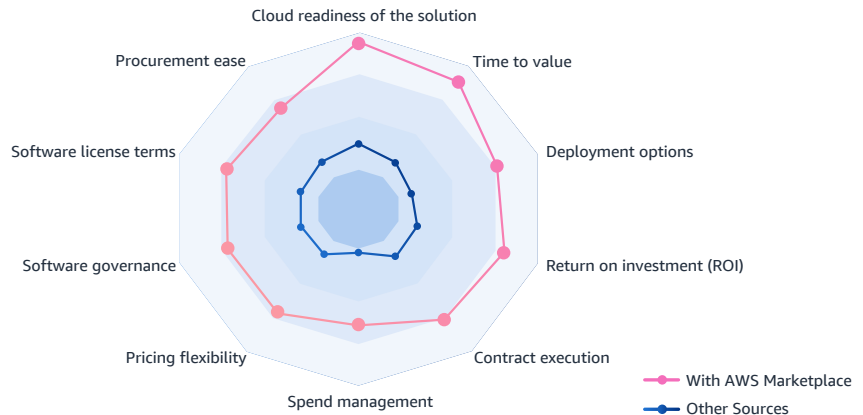 Cloud readiness of the solution
Procurement ease
Time to value
Software license terms
Deployment options
Software governance
Return on investment (ROI)
Pricing flexibility
Contract execution
Spend management
With AWS Marketplace
Other Sources